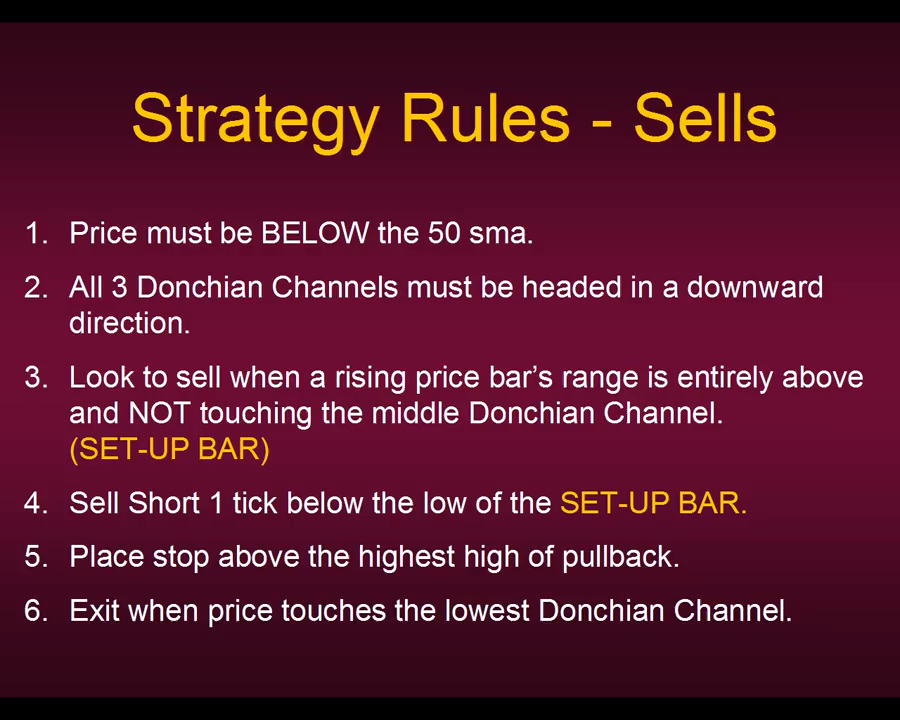 Strategy Rules - Sells
1. Price must be BELOW the 50 sma.
2. All 3 Donchian Channels must be headed in a downward
direction.
3. Look to sell when a rising price bar’s range is entirely above
and NOT touching the middle Donchian Channel.
(SET-UP BAR)
4. Sell Short 1 tick below the low of the SET-UP BAR.
5. Place stop above the highest high of pullback.
6. Exit when price touches the lowest Donchian Channel.